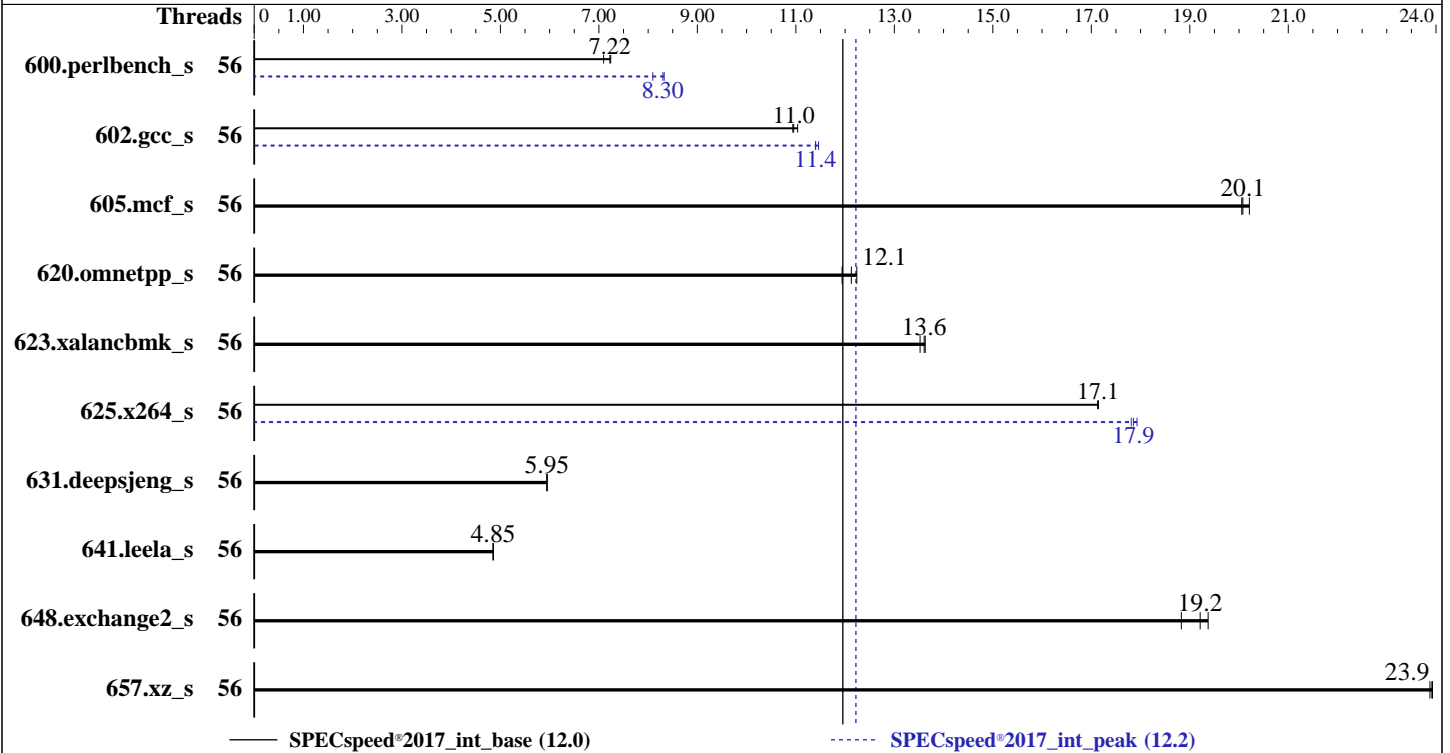 Threads 0 1.00 3.00 5.00 7.00 9.00 11.0 13.0 15.0 17.0 19.0 21.0 24.0
600.perlbench_s 56 7.22
8.30
602.gcc_s 56 11.0
11.4
605.mcf_s 56 20.1
620.omnetpp_s 56 12.1
623.xalancbmk_s 56 13.6
625.x264_s 56 17.1
17.9
631.deepsjeng_s 56 5.95
641.leela_s 56 4.85
648.exchange2_s 56 19.2
657.xz_s 56 23.9
SPECspeed®2017_int_base (12.0) SPECspeed®2017_int_peak (12.2)